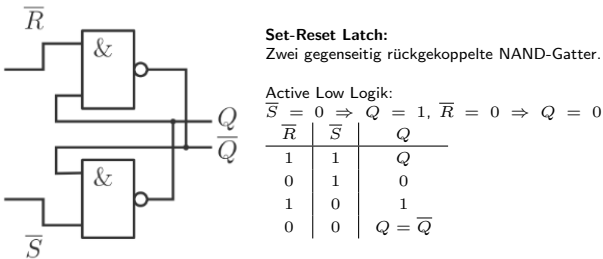 R̅
&
Q
Q̅
&
S̅
Set-Reset Latch:
Zwei gegenseitig rückgekoppelte NAND-Gatter.
Active Low Logik:
S̅ = 0 ⇒ Q = 1, R̅ = 0 ⇒ Q = 0
R̅ S̅ Q
1 1 Q
0 1 0
1 0 1
0 0 Q = Q̅